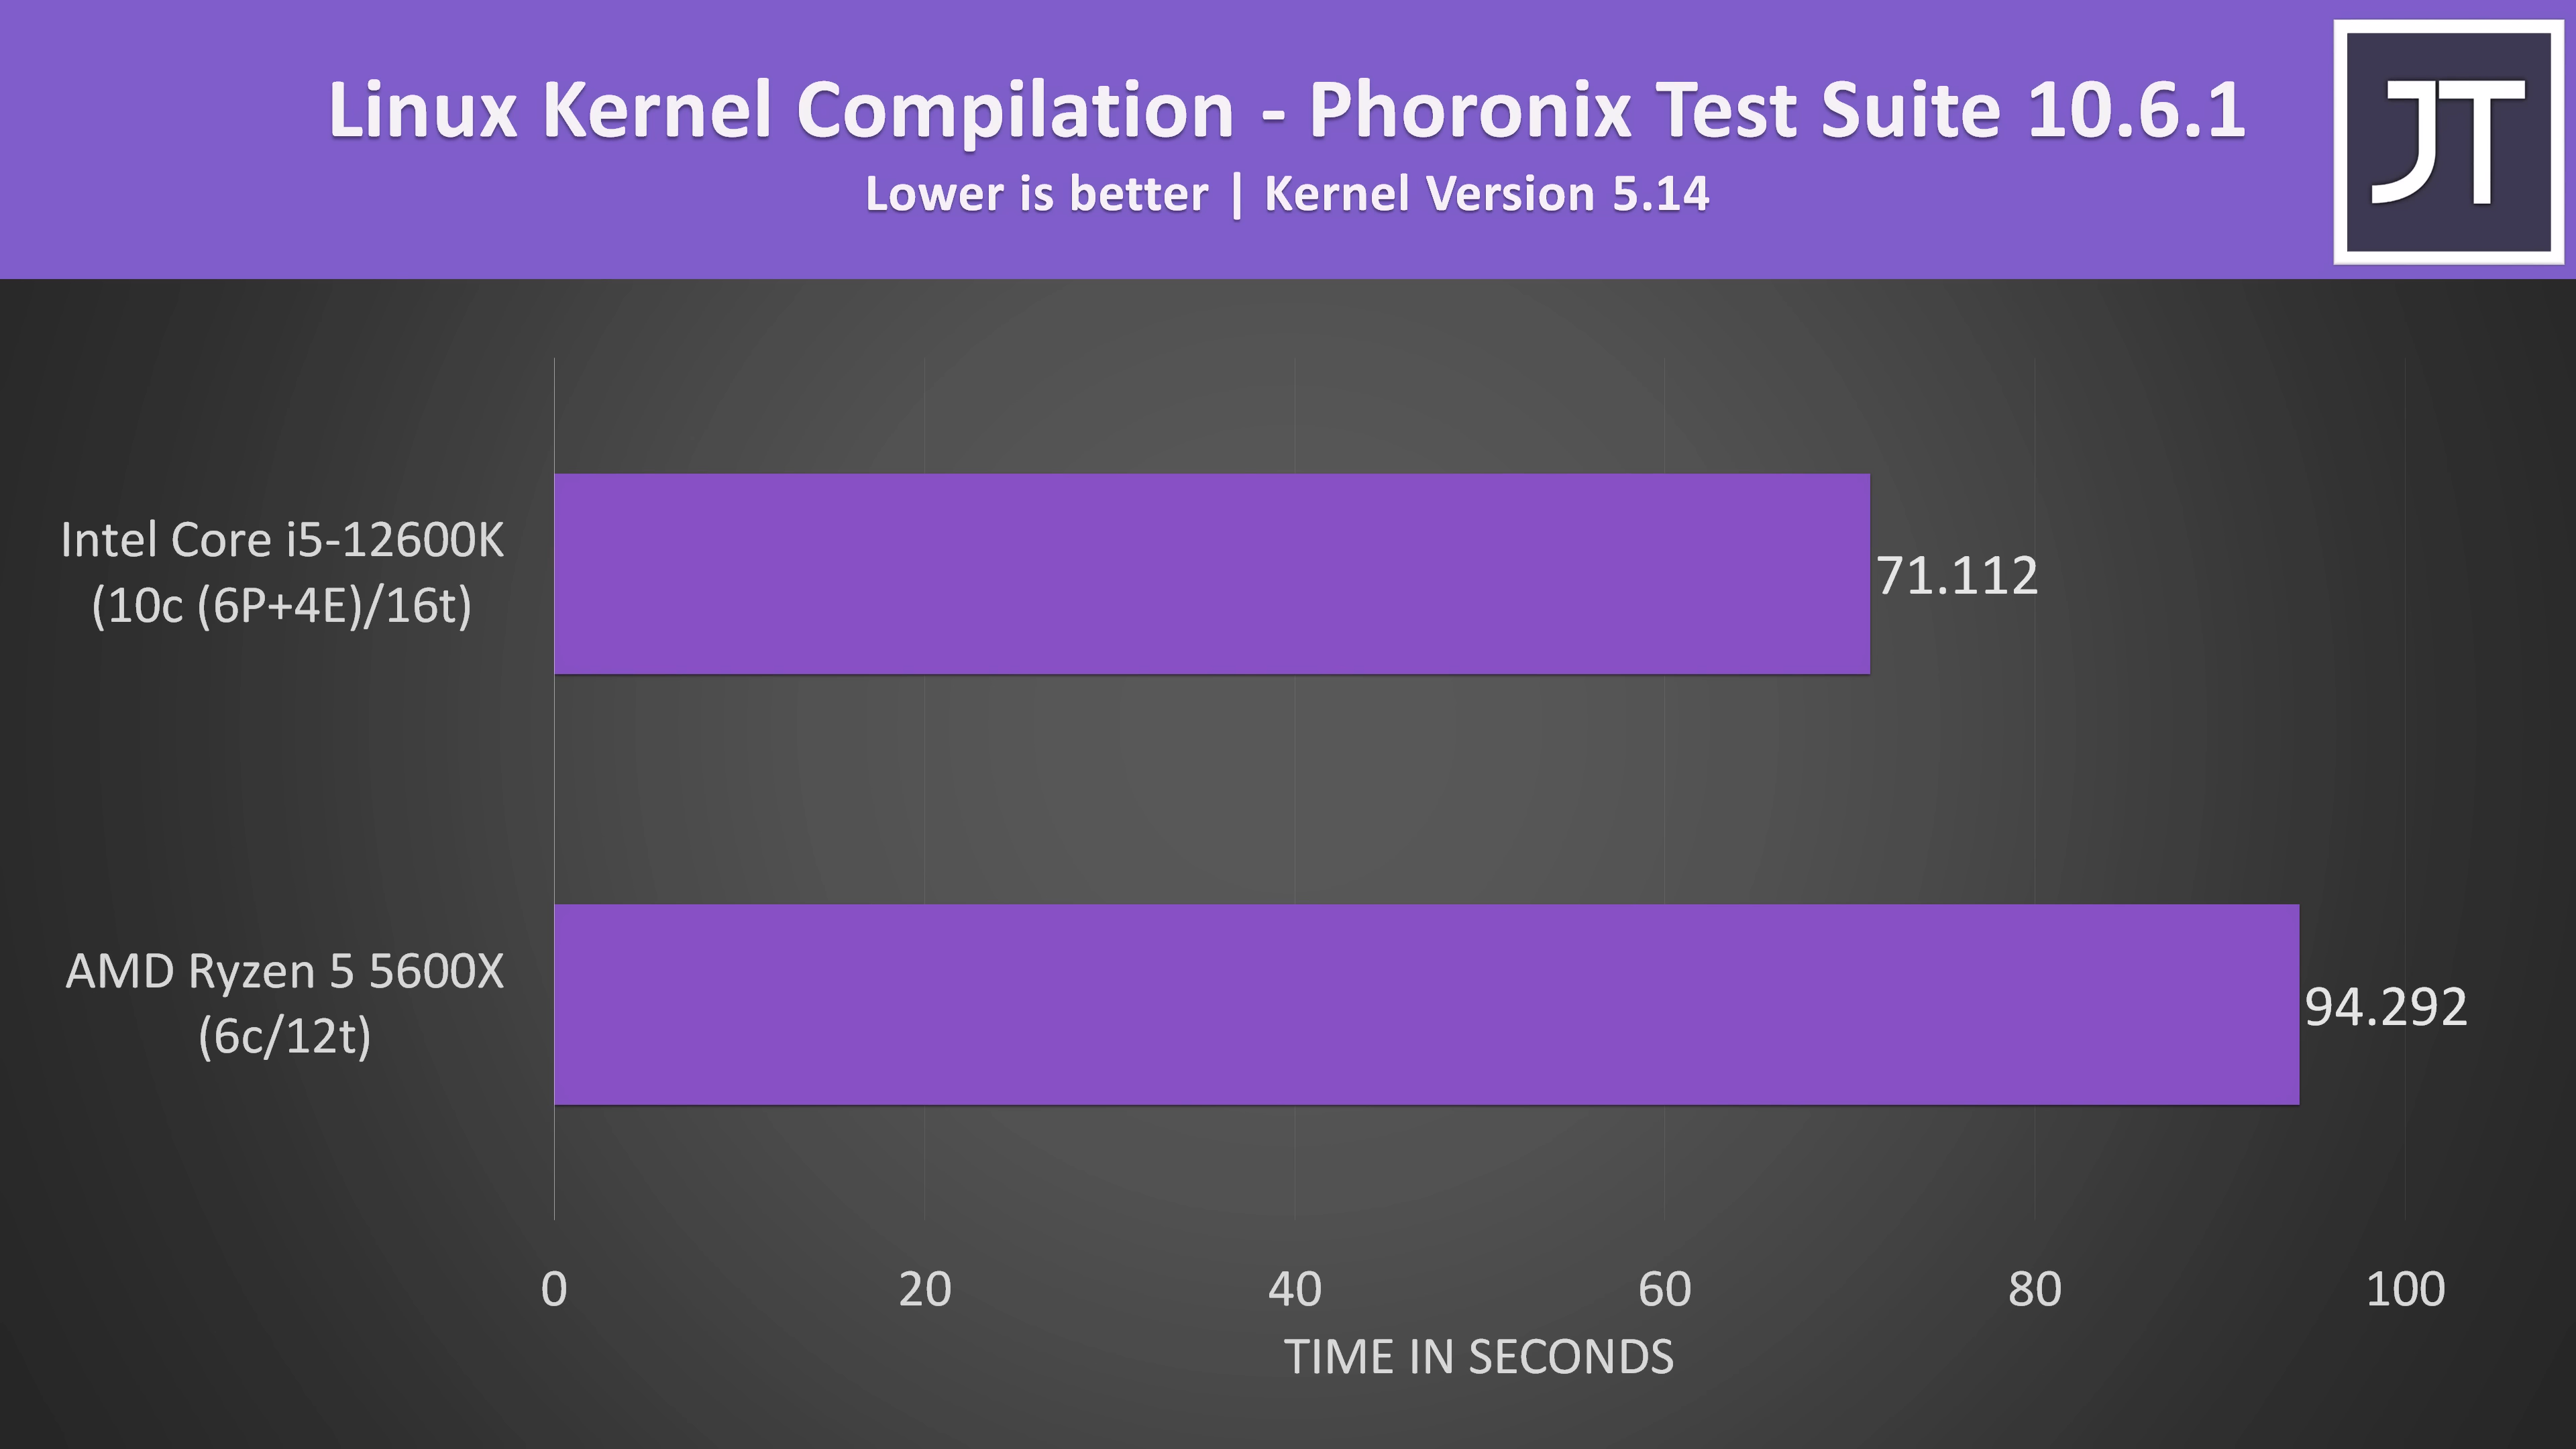 Linux Kernel Compilation - Phoronix Test Suite 10.6.1
Lower is better | Kernel Version 5.14
JT
Intel Core i5-12600K
(10c (6P+4E)/16t)
71.112
AMD Ryzen 5 5600X
(6c/12t)
94.292
0 20 40 60 80 100
TIME IN SECONDS